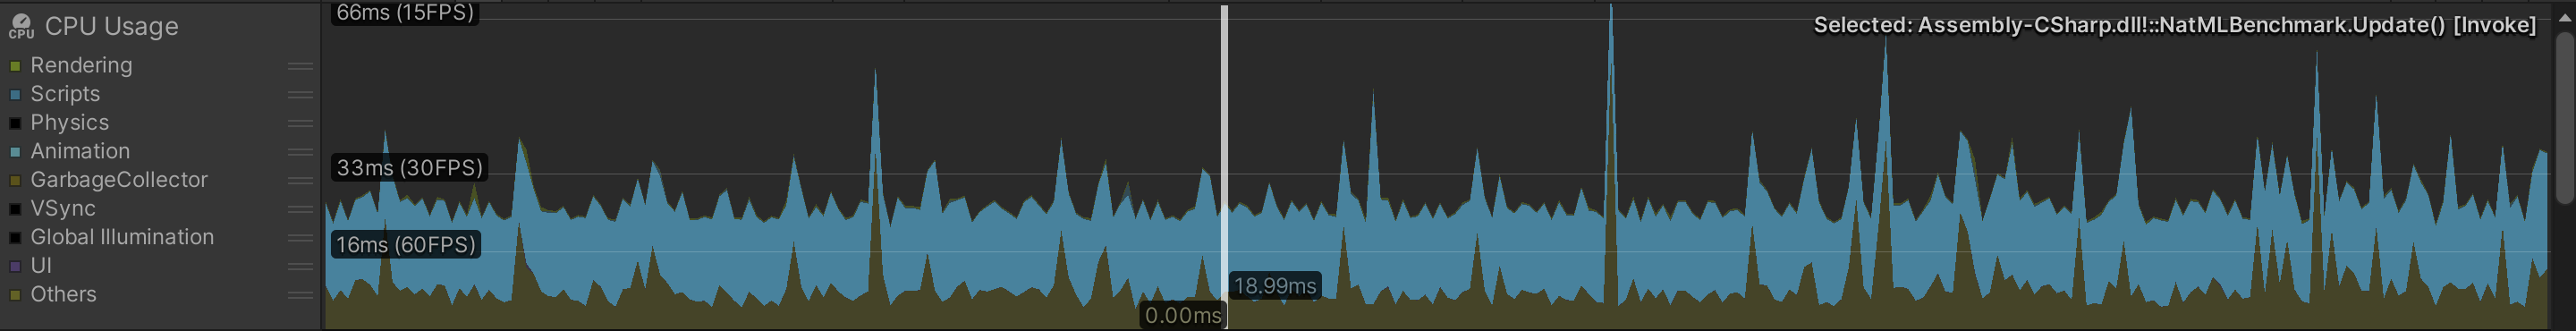 CPU
CPU Usage
Rendering
Scripts
Physics
Animation
GarbageCollector
VSync
Global Illumination
UI
Others
66ms (15FPS)
33ms (30FPS)
16ms (60FPS)
Selected: Assembly-CSharp.dll!::NatMLBenchmark.Update() [Invoke]
18.99ms
0.00ms